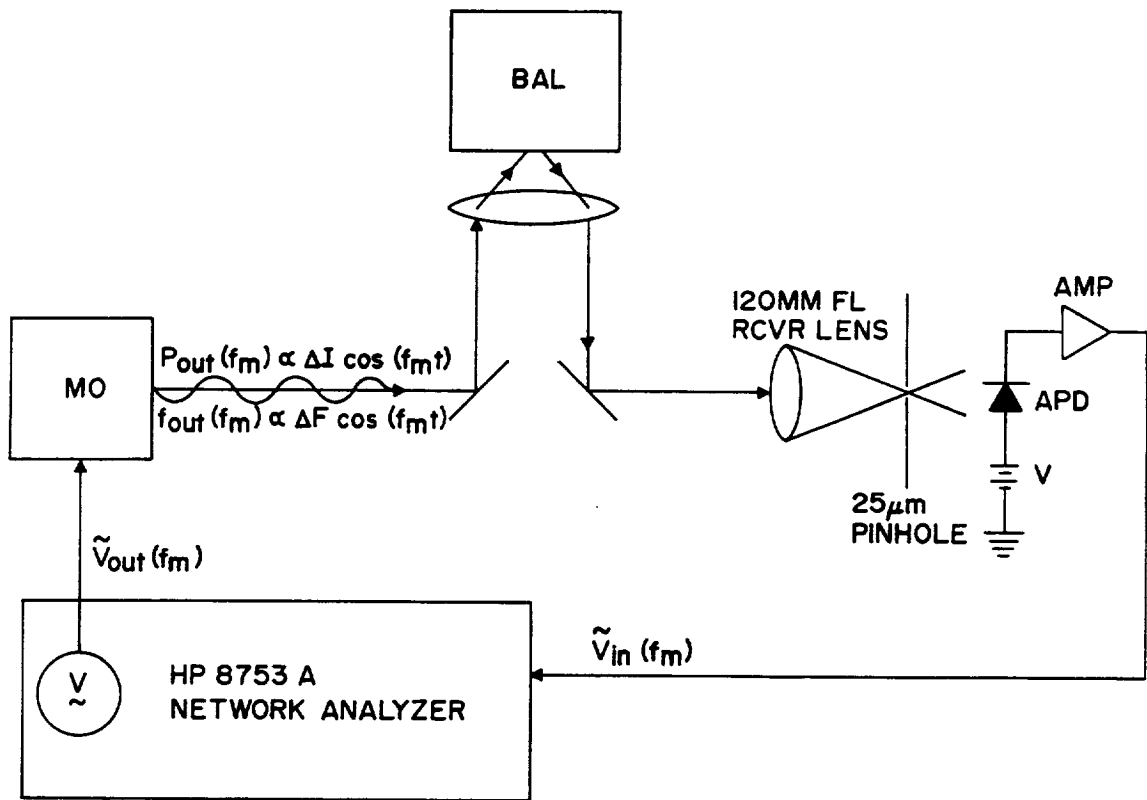 BAL
120MM FL
RCVR LENS
AMP
MO
Pout (fm) ∝ ΔI cos (fmt)
fout (fm) ∝ ΔF cos (fmt)
APD
V
25μm
PINHOLE
Ṽout (fm)
Ṽin (fm)
V
~
HP 8753 A
NETWORK ANALYZER